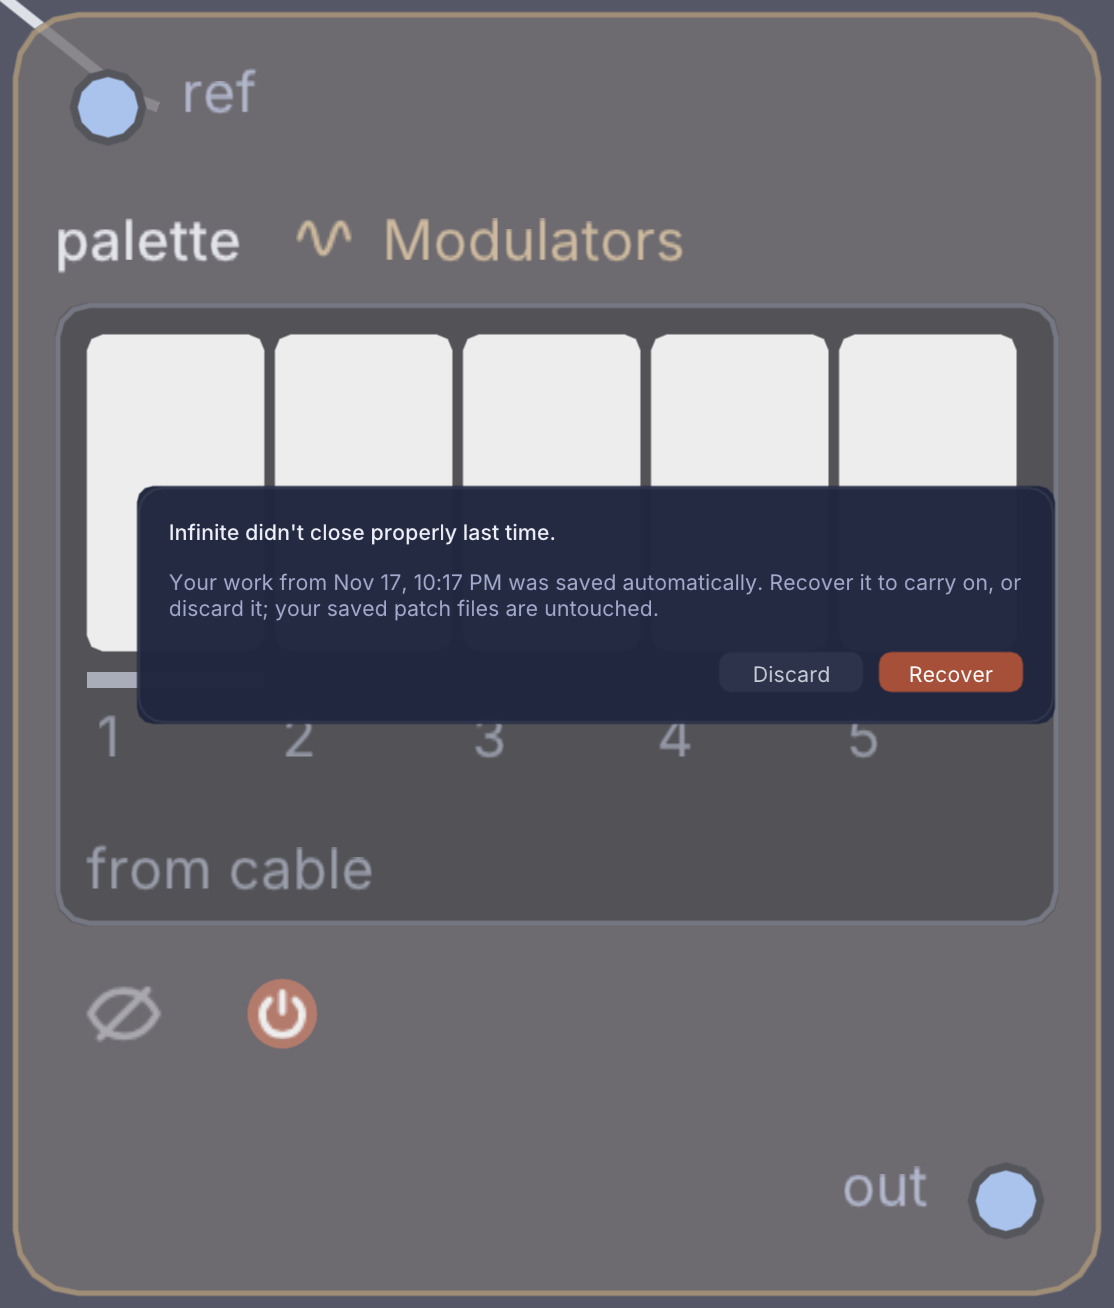 ref
palette Modulators
Infinite didn't close properly last time.
Your work from Nov 17, 10:17 PM was saved automatically. Recover it to carry on, or
discard it; your saved patch files are untouched.
Discard Recover
1 2 3 4 5
from cable
out